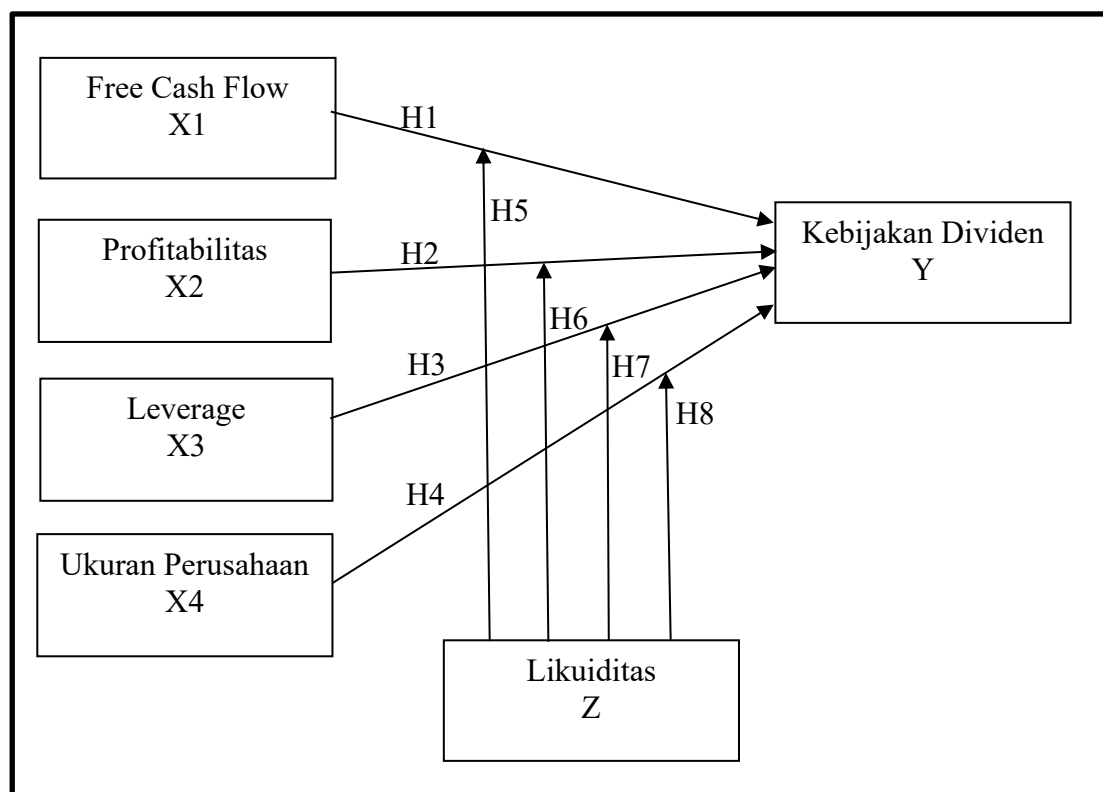 Free Cash Flow
X1
H1
H5
Profitabilitas
X2
H2
Kebijakan Dividen
Y
H6
H3
H7
Leverage
X3
H8
H4
Ukuran Perusahaan
X4
Likuiditas
Z